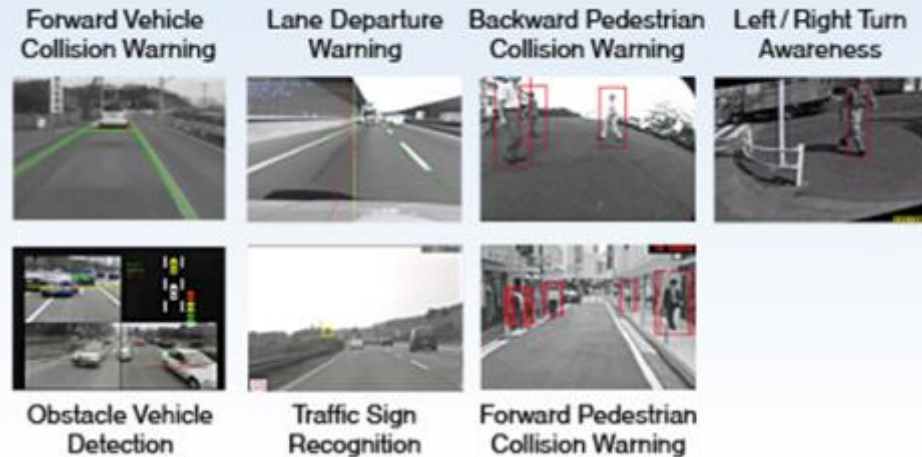 Forward Vehicle
Collision Warning
Lane Departure
Warning
Backward Pedestrian
Collision Warning
Left / Right Turn
Awareness
Obstacle Vehicle
Detection
Traffic Sign
Recognition
Forward Pedestrian
Collision Warning